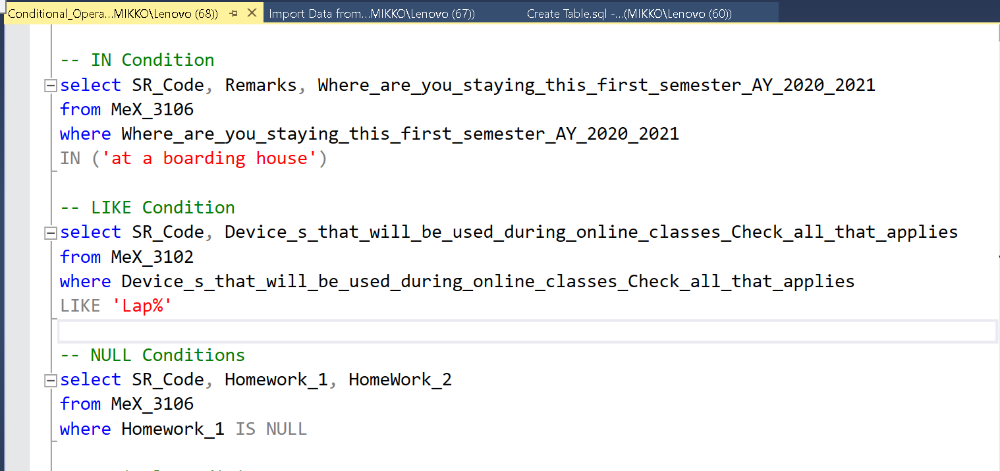 Conditional_Opera...MIKKO\Lenovo (68)) Import Data from...MIKKO\Lenovo (67)) Create Table.sql -...(MIKKO\Lenovo (60))
-- IN Condition
select SR_Code, Remarks, Where_are_you_staying_this_first_semester_AY_2020_2021
from MeX_3106
where Where_are_you_staying_this_first_semester_AY_2020_2021
IN ('at a boarding house')
-- LIKE Condition
select SR_Code, Device_s_that_will_be_used_during_online_classes_Check_all_that_applies
from MeX_3102
where Device_s_that_will_be_used_during_online_classes_Check_all_that_applies
LIKE 'Lap%'
-- NULL Conditions
select SR_Code, Homework_1, HomeWork_2
from MeX_3106
where Homework_1 IS NULL